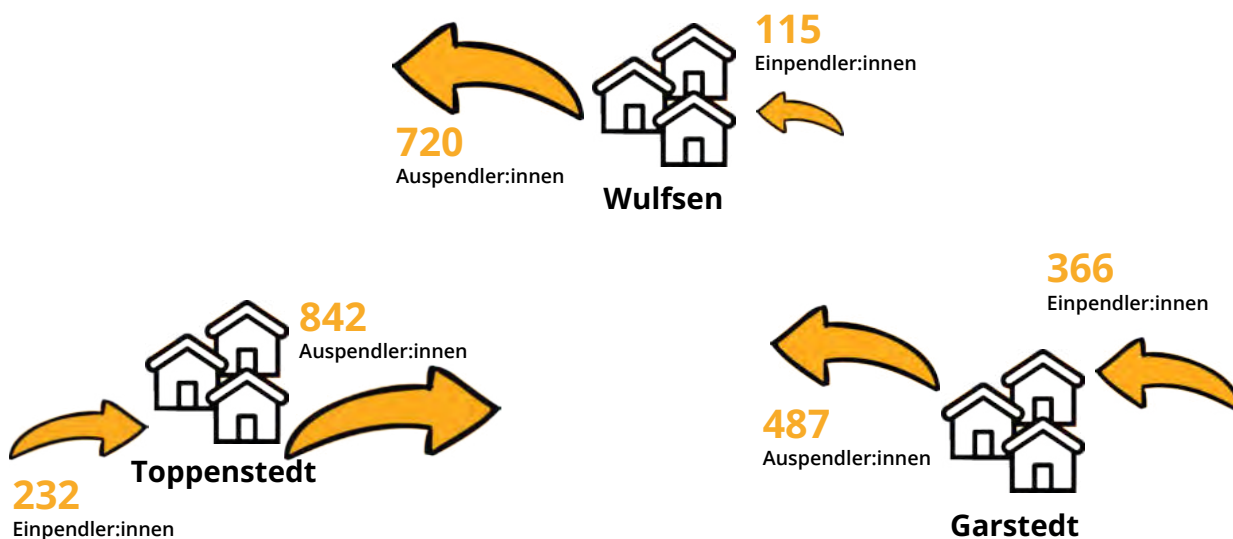 115
Einpendler:innen
720
Auspendler:innen
Wulfsen
842
Auspendler:innen
Toppenstedt
232
Einpendler:innen
366
Einpendler:innen
487
Auspendler:innen
Garstedt